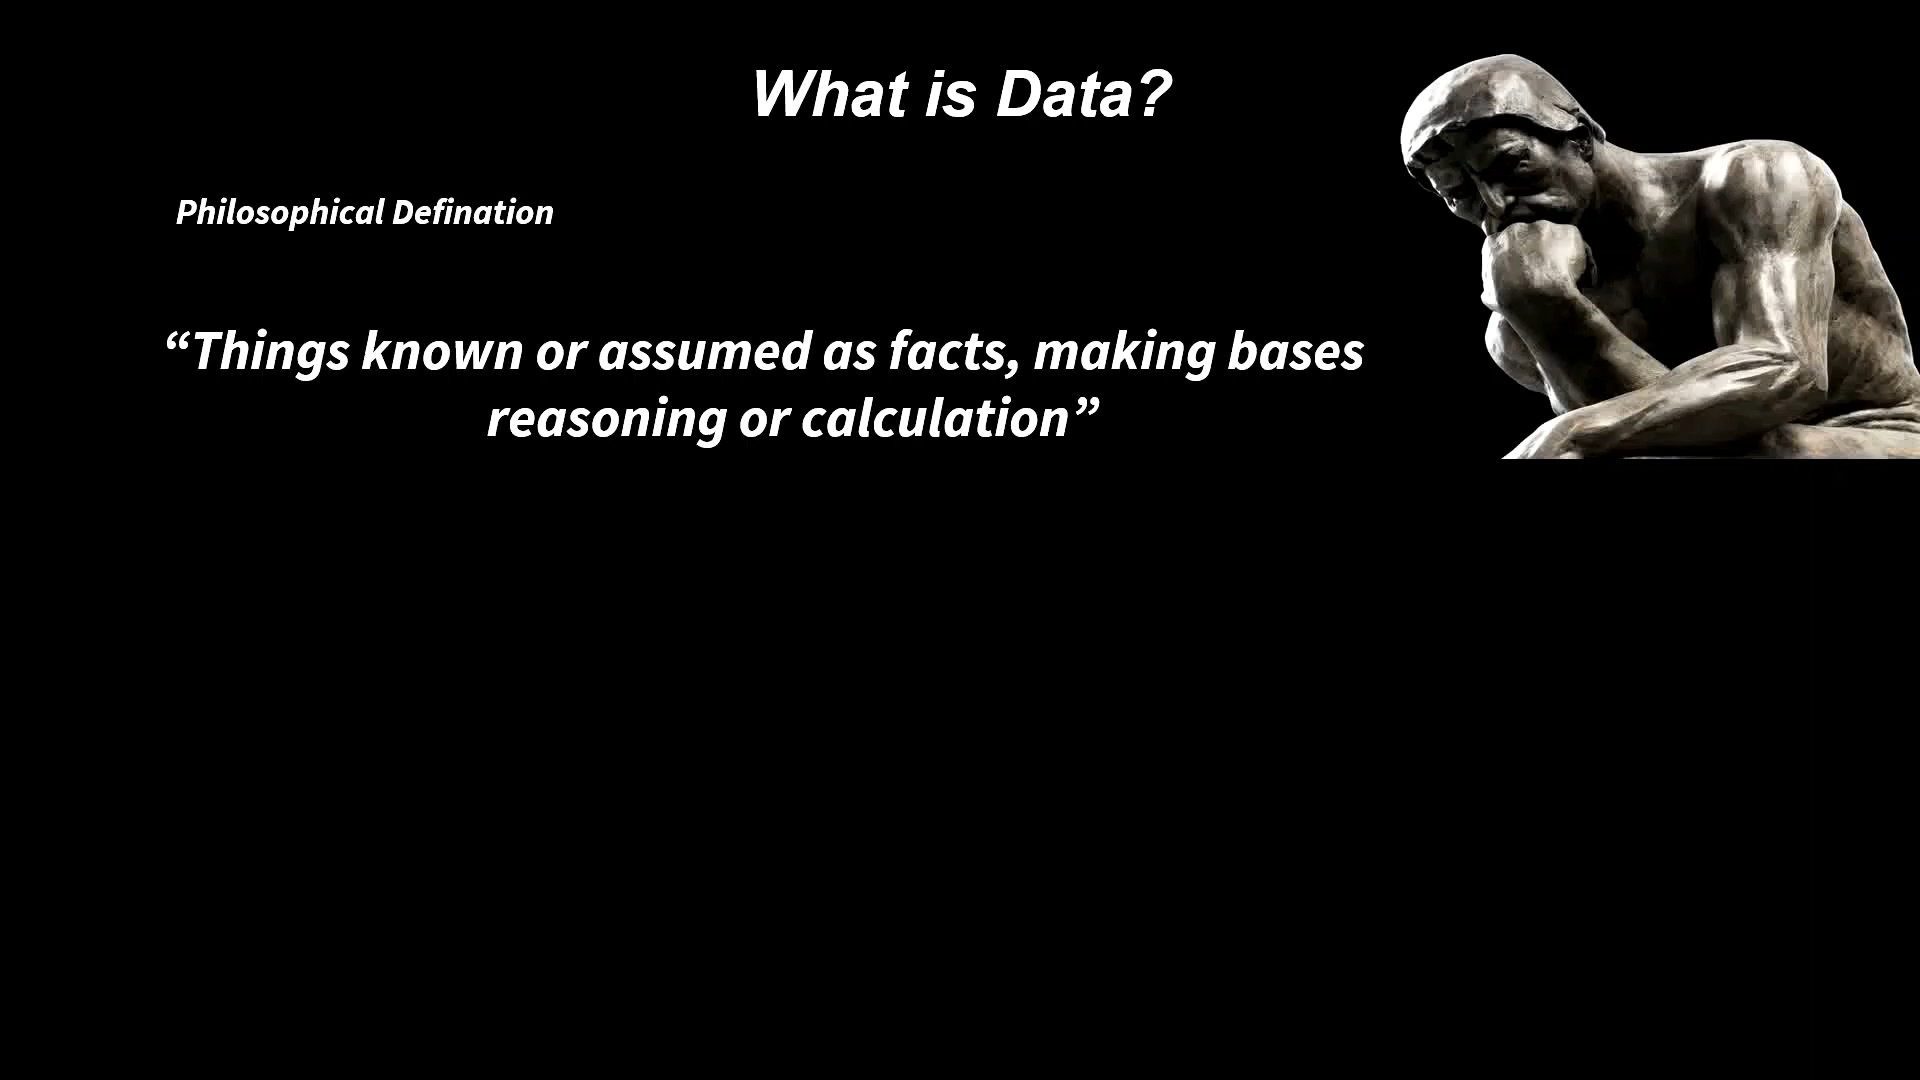 What is Data?
Philosophical Defination
“Things known or assumed as facts, making bases
reasoning or calculation”